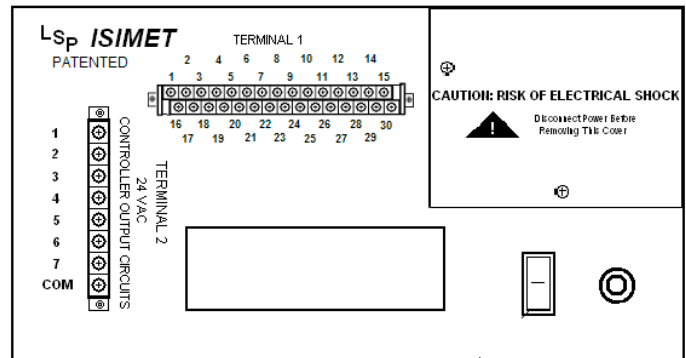 LSP ISIMET
PATENTED
TERMINAL 1
2 4 6 8 10 12 14
1 3 5 7 9 11 13 15
16 18 20 22 24 26 28 30
17 19 21 23 25 27 29
CAUTION: RISK OF ELECTRICAL SHOCK
!
Disconnect Power Before
Removing This Cover
1
2
3
4
5
6
7
COM
CONTROLLER OUTPUT CIRCUITS
24 VAC
TERMINAL 2